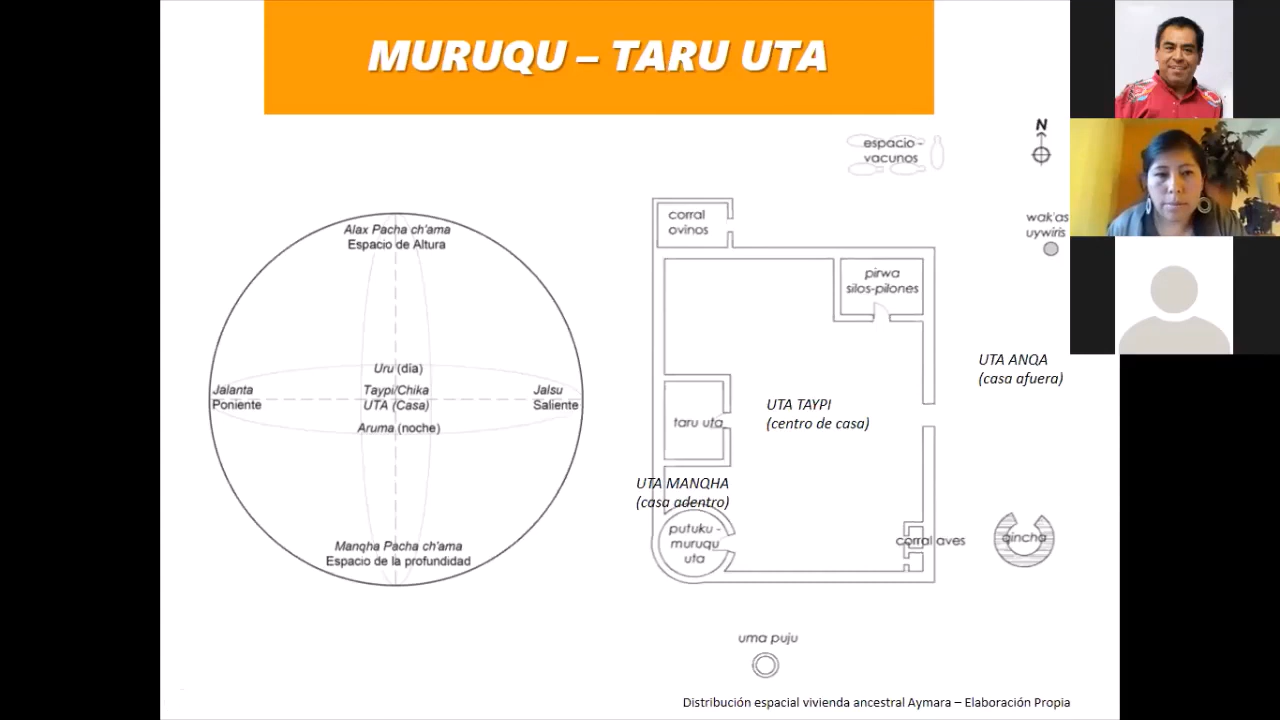 MURUQU – TARU UTA
Alax Pacha ch'ama
Espacio de Altura
Uru (día)
Jalanta
Poniente
Taypi/Chika
UTA (Casa)
Jalsu
Saliente
Aruma (noche)
Manqha Pacha ch'ama
Espacio de la profundidad
espacio -
vacunos
N
wak'as
uywiris
corral
ovinos
pirwa
silos-pilones
UTA ANQA
(casa afuera)
UTA TAYPI
(centro de casa)
taru uta
UTA MANQHA
(casa adentro)
putuku -
muruqu
uta
corral aves
qincha
uma puju
Distribución espacial vivienda ancestral Aymara – Elaboración Propia